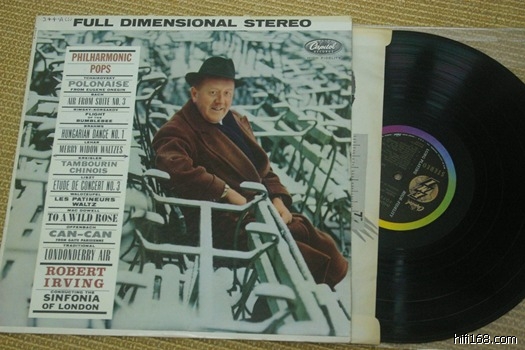 FULL DIMENSIONAL STEREO
Capitol
PHILHARMONIC
POPS
TCHAIKOVSKY
POLONAISE
FROM EUGENE ONEGIN
BACH
AIR FROM SUITE NO. 3
RIMSKY-KORSAKOFF
FLIGHT
OF THE
BUMBLEBEE
BRAHMS
HUNGARIAN DANCE NO. 1
LEHAR
MERRY WIDOW WALTZES
KREISLER
TAMBOURIN
CHINOIS
LISZT
ETUDE DE CONCERT NO. 3
WALDTEUFEL
LES PATINEURS
WALTZ
MAC DOWELL
TO A WILD ROSE
OFFENBACH
CAN-CAN
FROM GAITE PARISIENNE
TRADITIONAL
LONDONDERRY AIR
ROBERT
IRVING
CONDUCTING THE
SINFONIA
OF LONDON
hifi168.com